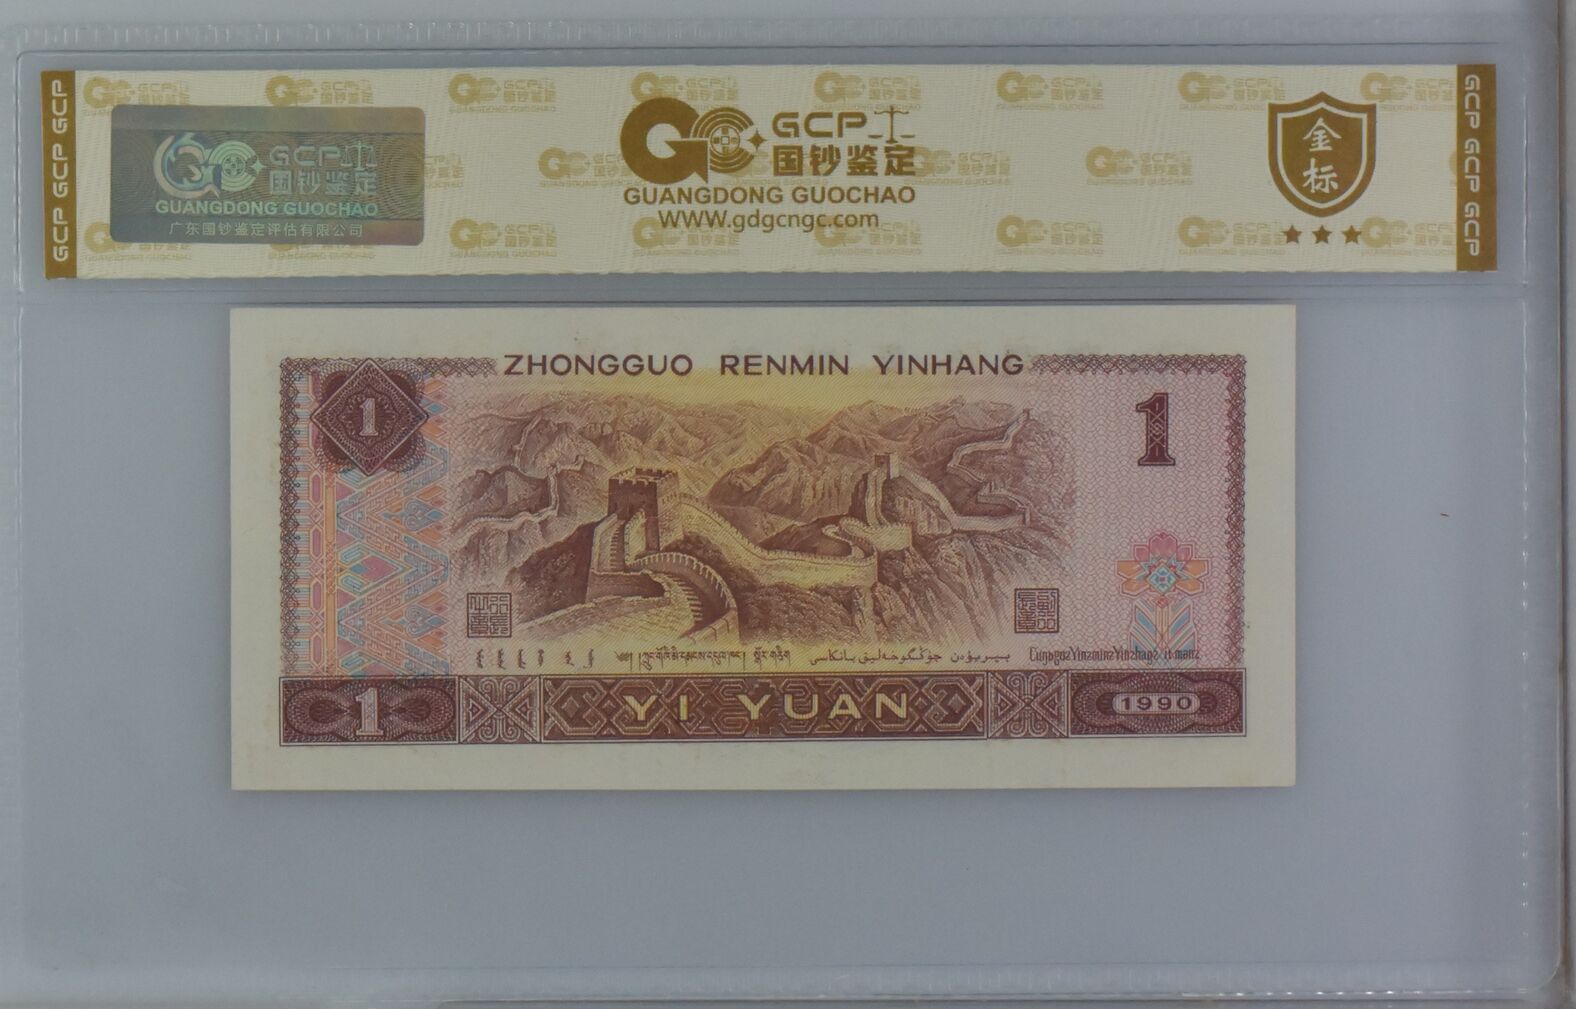 GCP GCP GCP
GCP 国钞鉴定
GUANGDONG GUOCHAO
广东国钞鉴定评估有限公司
GCP 国钞鉴定
GUANGDONG GUOCHAO
WWW.gdgcngc.com
金标
GCP GCP GCP
ZHONGGUO RENMIN YINHANG
1
1
1
YI YUAN
1990